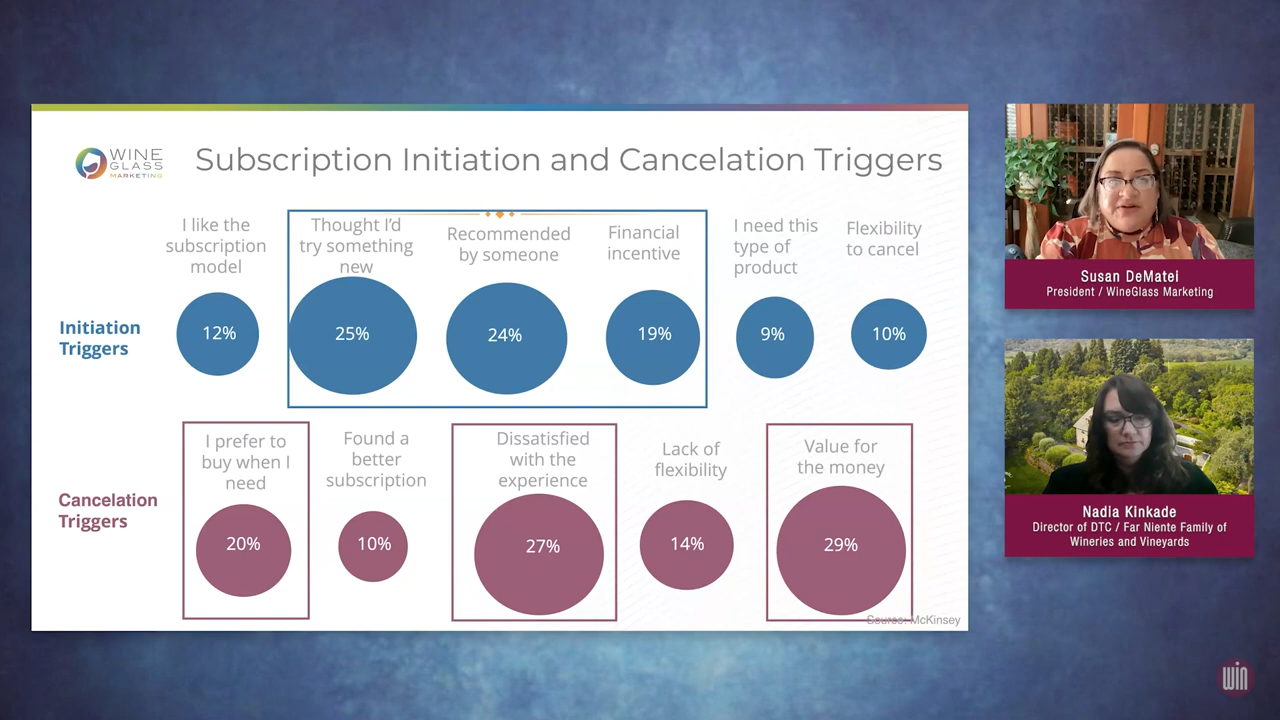 WINE
GLASS
MARKETING
Subscription Initiation and Cancelation Triggers
I like the
subscription
model
Thought I'd
try something
new
Recommended
by someone
Financial
incentive
I need this
type of
product
Flexibility
to cancel
Initiation
Triggers
12%
25%
24%
19%
9%
10%
I prefer to
buy when I
need
Found a
better
subscription
Dissatisfied
with the
experience
Lack of
flexibility
Value for
the money
Cancelation
Triggers
20%
10%
27%
14%
29%
Source: McKinsey
Susan DeMatei
President / WineGlass Marketing
Nadia Kinkade
Director of DTC / Far Niente Family of
Wineries and Vineyards
win